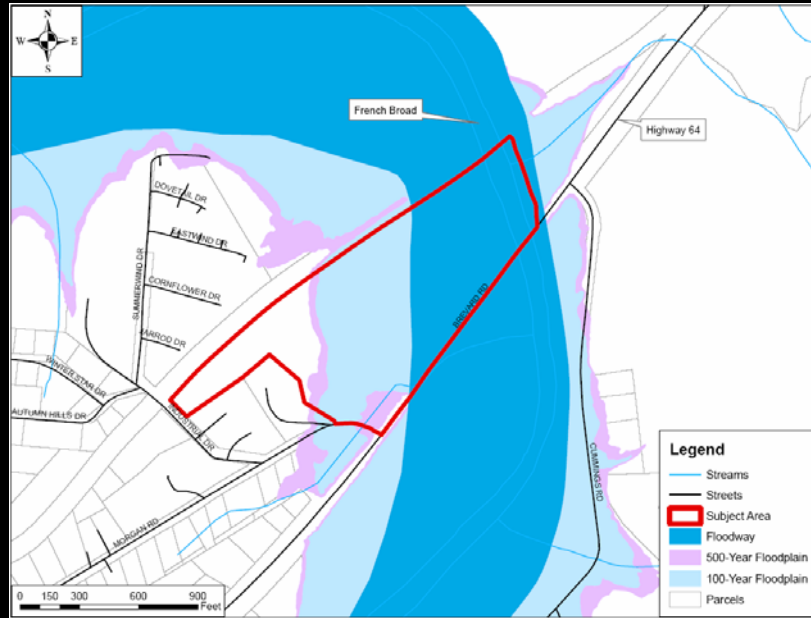 N
W E
S
French Broad
Highway 64
DOVETAIL DR
EASTWIND DR
SUMMERWIND DR
CORNFLOWER DR
JARROD DR
WINTER STAR DR
AUTUMN HILLS DR
INDUSTRIAL DR
BREVARD RD
MORGAN RD
CUMMINGS RD
Legend
Streams
Streets
Subject Area
Floodway
500-Year Floodplain
100-Year Floodplain
Parcels
0 150 300 600 900
Feet